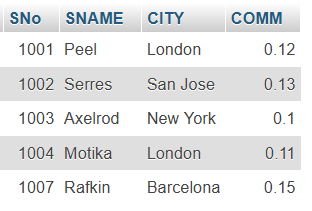 SNo SNAME CITY COMM
1001 Peel London 0.12
1002 Serres San Jose 0.13
1003 Axelrod New York 0.1
1004 Motika London 0.11
1007 Rafkin Barcelona 0.15